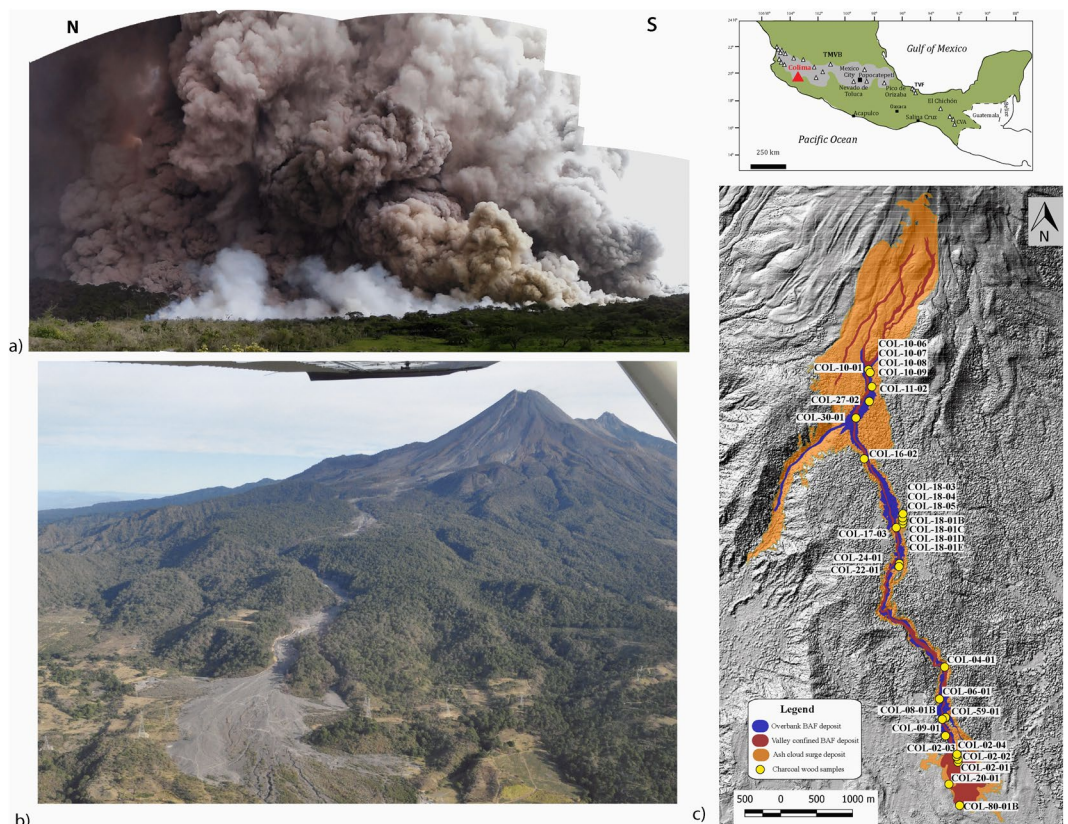 N
S
a)
b)
Gulf of Mexico
TMVB
Colima
Mexico
City
Popocatepetl
Nevado de
Toluca
Pico de
Orizaba
TVF
El Chichón
Oaxaca
Acapulco
Salina Cruz
Guatemala
CVA
Pacific Ocean
250 km
N
COL-10-06
COL-10-07
COL-10-08
COL-10-09
COL-10-01
COL-11-02
COL-27-02
COL-30-01
COL-16-02
COL-18-03
COL-18-04
COL-18-05
COL-18-01B
COL-18-01C
COL-18-01D
COL-18-01E
COL-17-03
COL-24-01
COL-22-01
COL-04-01
COL-06-01
COL-08-01B
COL-59-01
COL-09-01
COL-02-04
COL-02-03
COL-02-02
COL-02-01
COL-20-01
COL-80-01B
Legend
Overbank BAF deposit
Valley confined BAF deposit
Ash cloud surge deposit
Charcoal wood samples
500 0 500 1000 m
c)